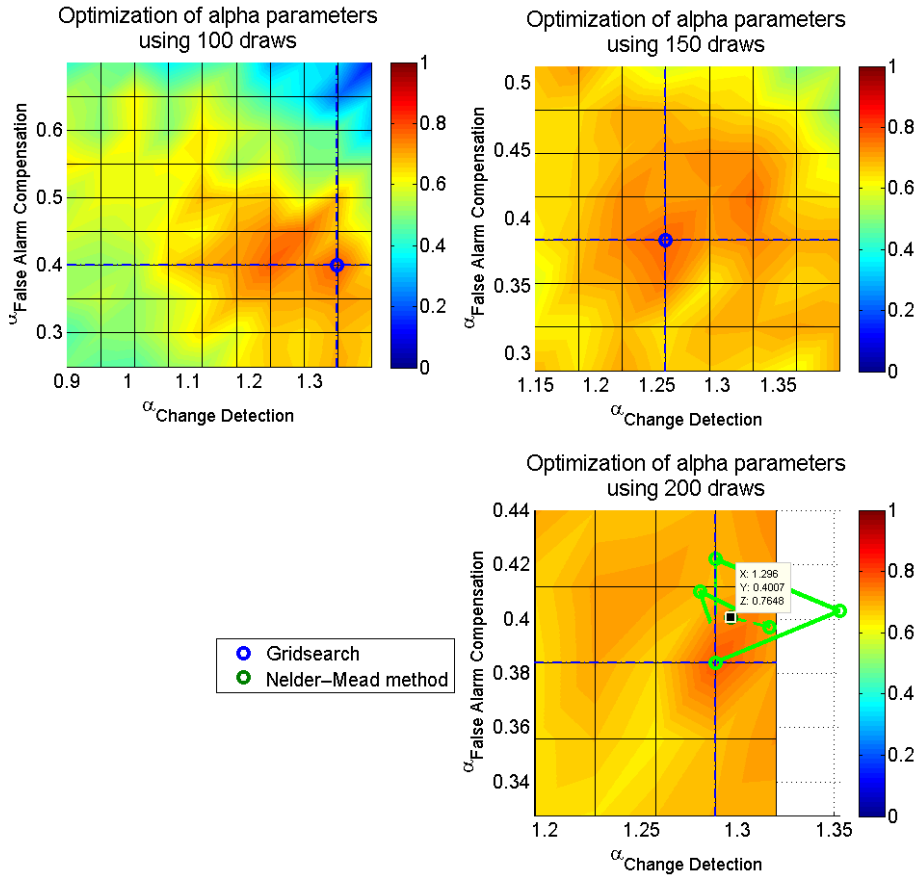 Optimization of alpha parameters
using 100 draws
0.6
0.5
0.4
0.3
0.9
1
1.1
1.2
1.3
αFalse Alarm Compensation
αChange Detection
1
0.8
0.6
0.4
0.2
0
Optimization of alpha parameters
using 150 draws
0.5
0.45
0.4
0.35
0.3
1.15
1.2
1.25
1.3
1.35
αFalse Alarm Compensation
αChange Detection
1
0.8
0.6
0.4
0.2
0
Optimization of alpha parameters
using 200 draws
0.44
0.42
0.4
0.38
0.36
0.34
1.2
1.25
1.3
1.35
αFalse Alarm Compensation
αChange Detection
X: 1.296
Y: 0.4007
Z: 0.7648
1
0.8
0.6
0.4
0.2
0
Gridsearch
Nelder–Mead method